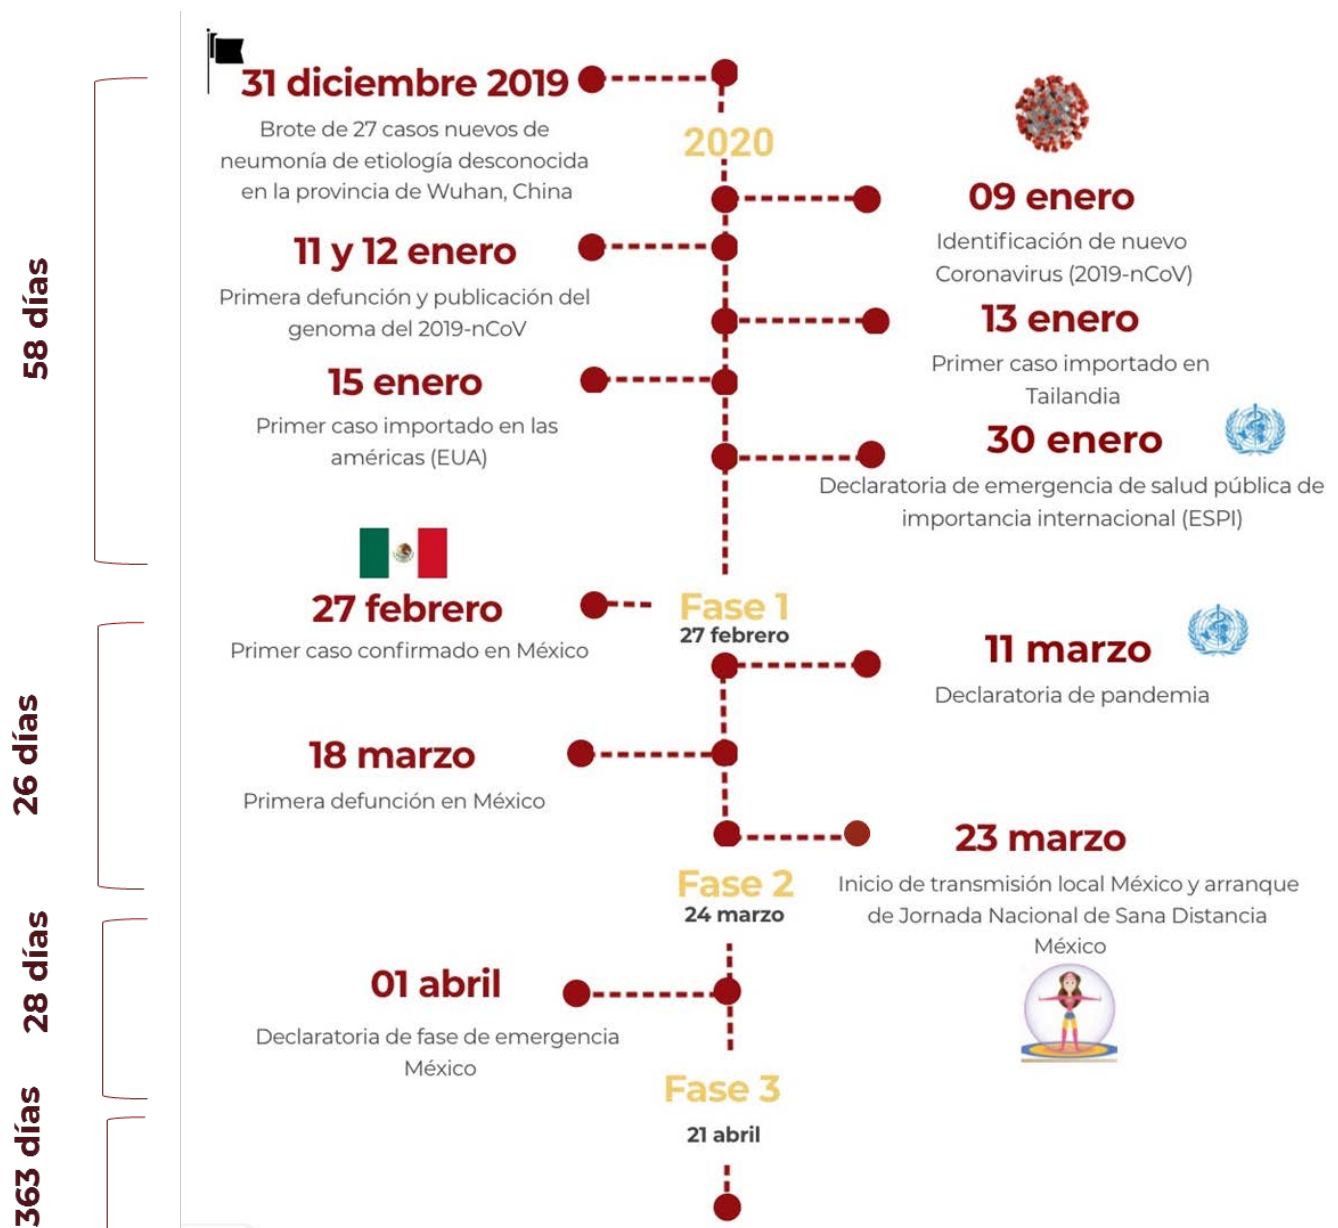 31 diciembre 2019
Brote de 27 casos nuevos de
neumonía de etiología desconocida
en la provincia de Wuhan, China
2020
09 enero
Identificación de nuevo
Coronavirus (2019-nCoV)
11 y 12 enero
Primera defunción y publicación del
genoma del 2019-nCoV
13 enero
Primer caso importado en
Tailandia
15 enero
Primer caso importado en las
américas (EUA)
30 enero
Declaratoria de emergencia de salud pública de
importancia internacional (ESPI)
58 días
27 febrero
Primer caso confirmado en México
Fase 1
27 febrero
11 marzo
Declaratoria de pandemia
18 marzo
Primera defunción en México
23 marzo
Inicio de transmisión local México y arranque
de Jornada Nacional de Sana Distancia
México
26 días
Fase 2
24 marzo
01 abril
Declaratoria de fase de emergencia
México
28 días
Fase 3
21 abril
363 días